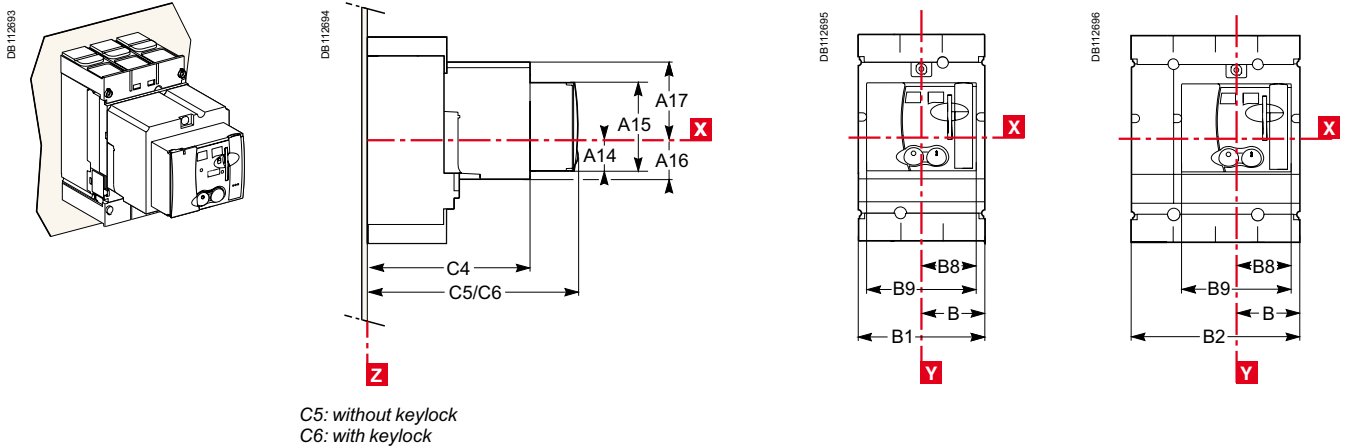 DB112693
DB112694
DB112695
DB112696
A17
A15
X
A14
A16
C4
C5/C6
Z
C5: without keylock
C6: with keylock
X
B8
B9
B
B1
Y
X
B8
B9
B
B2
Y